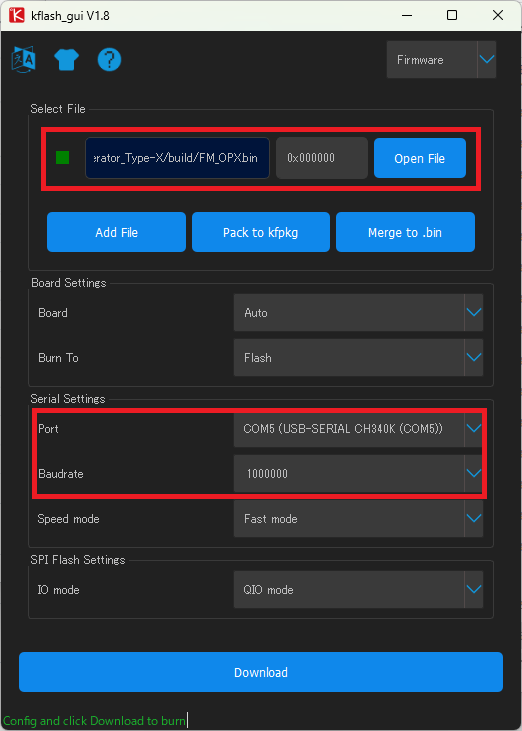 kflash_gui V1.8
Firmware
Select File
erator_Type-X/build/FM_OPX.bin 0x000000 Open File
Add File Pack to kfpkg Merge to .bin
Board Settings
Board Auto
Burn To Flash
Serial Settings
Port COM5 (USB-SERIAL CH340K (COM5))
Baudrate 1000000
Speed mode Fast mode
SPI Flash Settings
IO mode QIO mode
Download
Config and click Download to burn